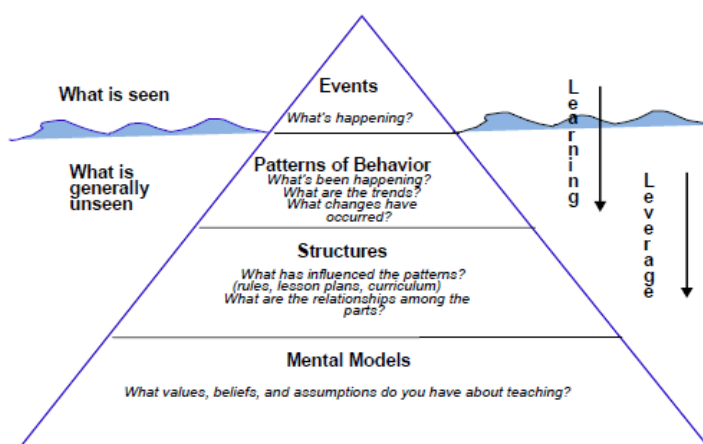 Events
What is seen
What's happening?
What is
generally
unseen
Patterns of Behavior
What's been happening?
What are the trends?
What changes have
occurred?
Structures
What has influenced the patterns?
(rules, lesson plans, curriculum)
What are the relationships among the
parts?
Mental Models
What values, beliefs, and assumptions do you have about teaching?
Learning
Leverage